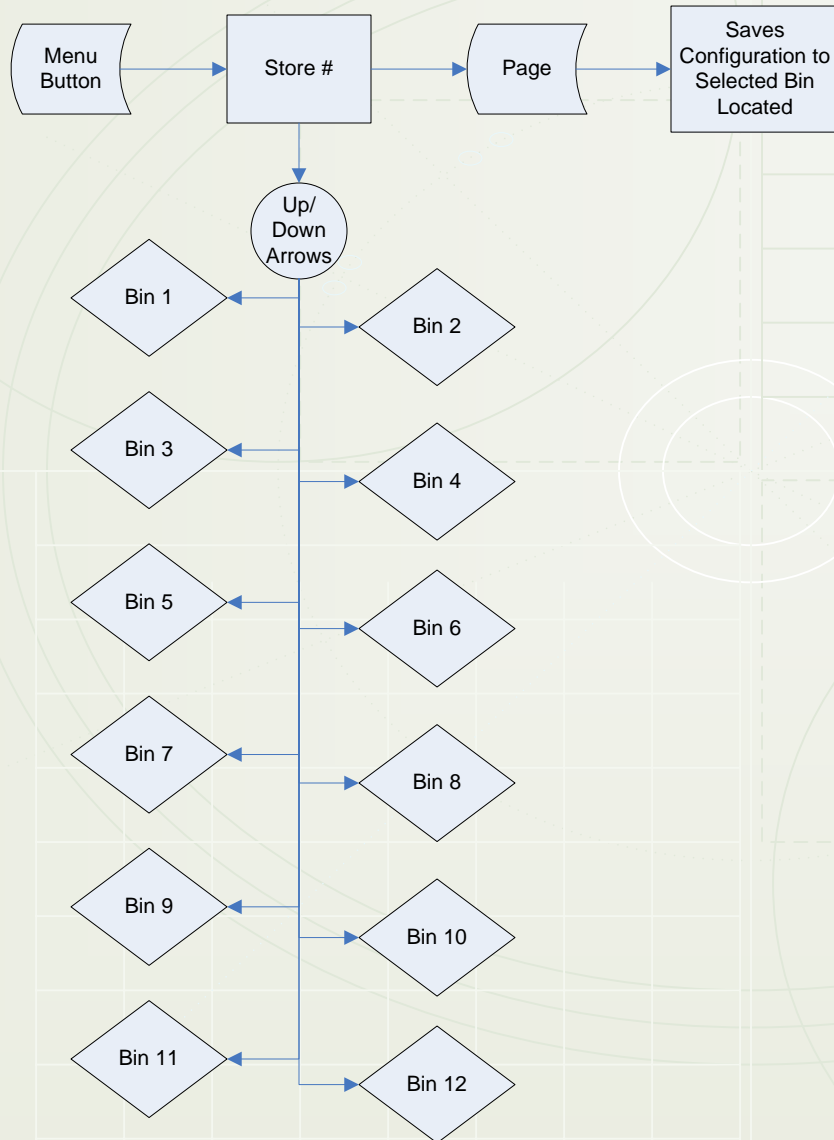 Menu
Button
Store #
Page
Saves
Configuration to
Selected Bin
Located
Up/
Down
Arrows
Bin 1
Bin 2
Bin 3
Bin 4
Bin 5
Bin 6
Bin 7
Bin 8
Bin 9
Bin 10
Bin 11
Bin 12